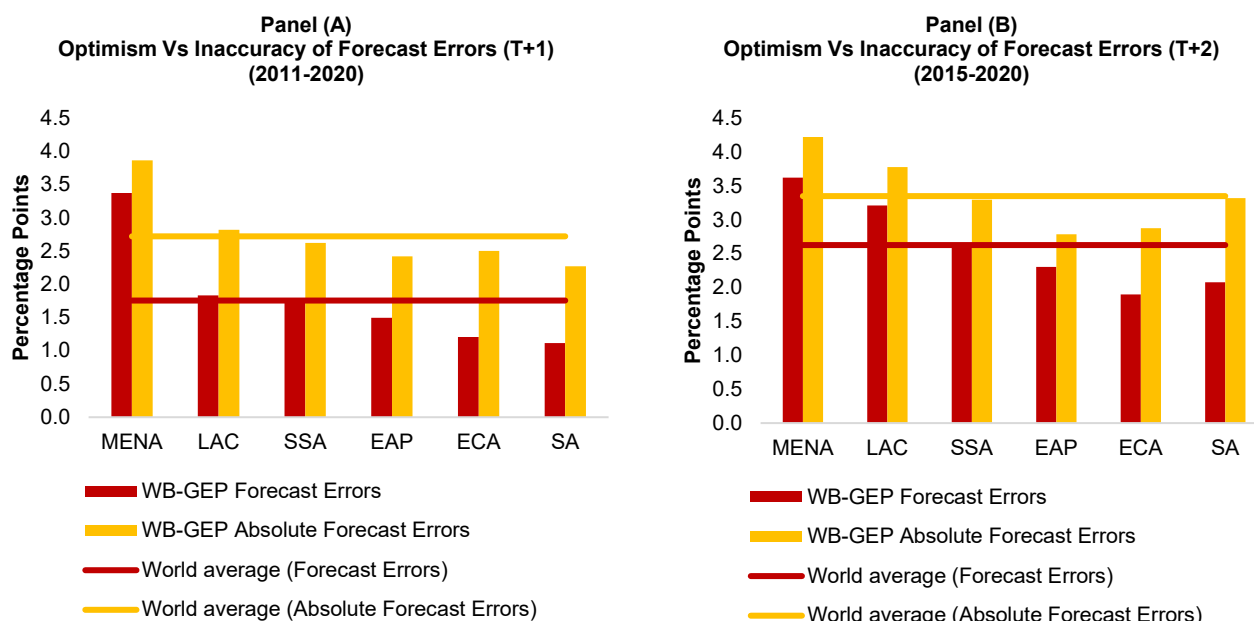 Panel (A)
Optimism Vs Inaccuracy of Forecast Errors (T+1)
(2011-2020)
Percentage Points
4.5
4.0
3.5
3.0
2.5
2.0
1.5
1.0
0.5
0.0
MENA LAC SSA EAP ECA SA
WB-GEP Forecast Errors
WB-GEP Absolute Forecast Errors
World average (Forecast Errors)
World average (Absolute Forecast Errors)
Panel (B)
Optimism Vs Inaccuracy of Forecast Errors (T+2)
(2015-2020)
Percentage Points
4.5
4.0
3.5
3.0
2.5
2.0
1.5
1.0
0.5
0.0
MENA LAC SSA EAP ECA SA
WB-GEP Forecast Errors
WB-GEP Absolute Forecast Errors
World average (Forecast Errors)
World average (Absolute Forecast Errors)